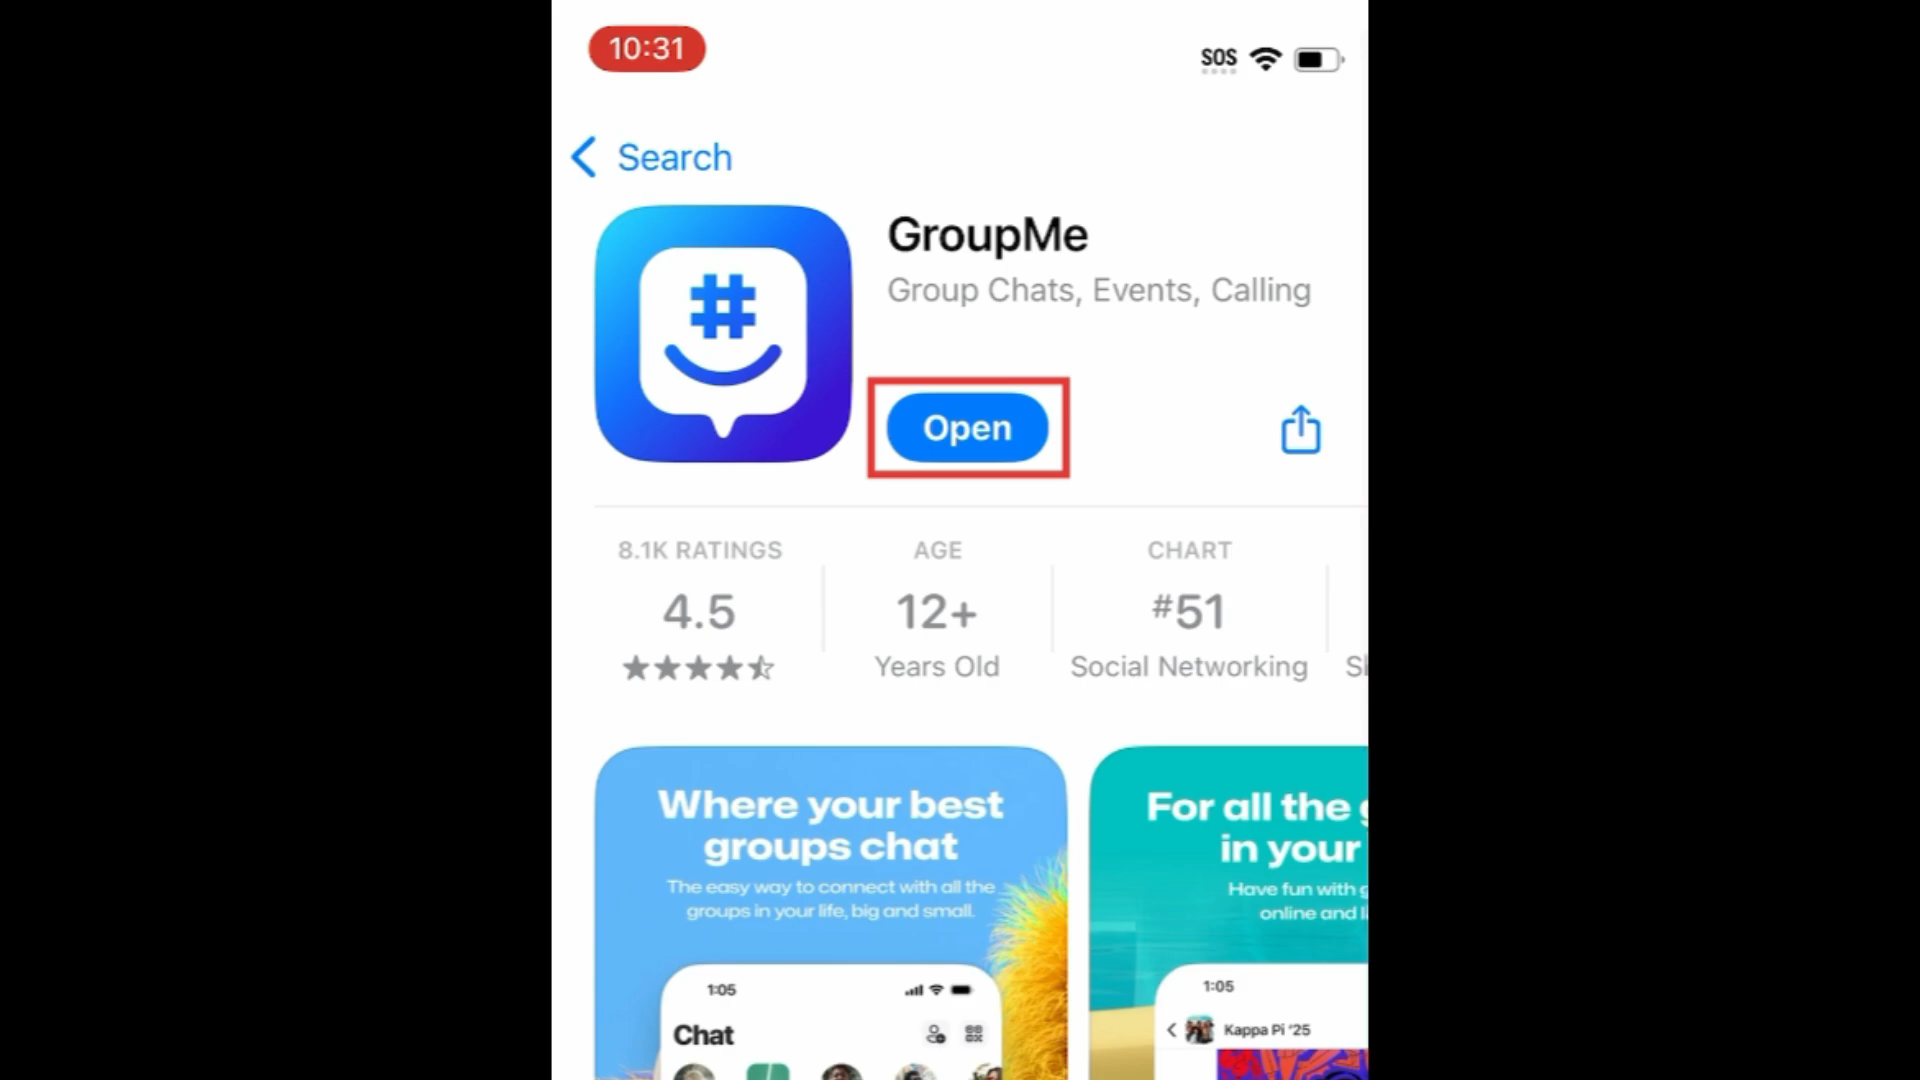 10:31
SOS
Search
GroupMe
Group Chats, Events, Calling
#
Open
8.1K RATINGS
4.5
AGE
12+
Years Old
CHART
#51
Social Networking
Where your best
groups chat
The easy way to connect with all the
groups in your life, big and small.
1:05
Chat
For all the
in your
Have fun with
online and
1:05
Kappa Pi '25